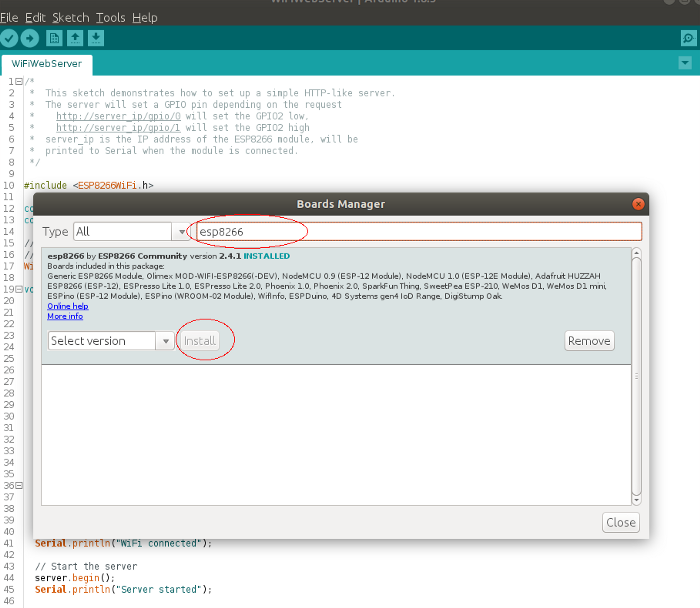 WiFiWebServer | Arduino 1.8.5
File Edit Sketch Tools Help
WiFiWebServer
1 /*
2  *  This sketch demonstrates how to set up a simple HTTP-like server.
3  *  The server will set a GPIO pin depending on the request
4  *    http://server_ip/gpio/0 will set the GPIO2 low,
5  *    http://server_ip/gpio/1 will set the GPIO2 high
6  *  server_ip is the IP address of the ESP8266 module, will be
7  *  printed to Serial when the module is connected.
8  */
9
10 #include <ESP8266WiFi.h>
11
Boards Manager
12 co
13 co
14
Type All esp8266
15 //
16 //
17 Wi
18
19 vo
esp8266 by ESP8266 Community version 2.4.1 INSTALLED
Boards included in this package:
Generic ESP8266 Module, Olimex MOD-WIFI-ESP8266(-DEV), NodeMCU 0.9 (ESP-12 Module), NodeMCU 1.0 (ESP-12E Module), Adafruit HUZZAH
ESP8266 (ESP-12), ESPresso Lite 1.0, ESPresso Lite 2.0, Phoenix 1.0, Phoenix 2.0, SparkFun Thing, SweetPea ESP-210, WeMos D1, WeMos D1 mini,
ESPino (ESP-12 Module), ESPino (WROOM-02 Module), WifInfo, ESPDuino, 4D Systems gen4 IoD Range, DigiStump Oak.
Online help
More info
Select version Install Remove
20
21
22
23
24
25
26
27
28
29
30
31
32
33
34
35
36
37
38
39
40
Close
41   Serial.println("WiFi connected");
42
43   // Start the server
44   server.begin();
45   Serial.println("Server started");
46